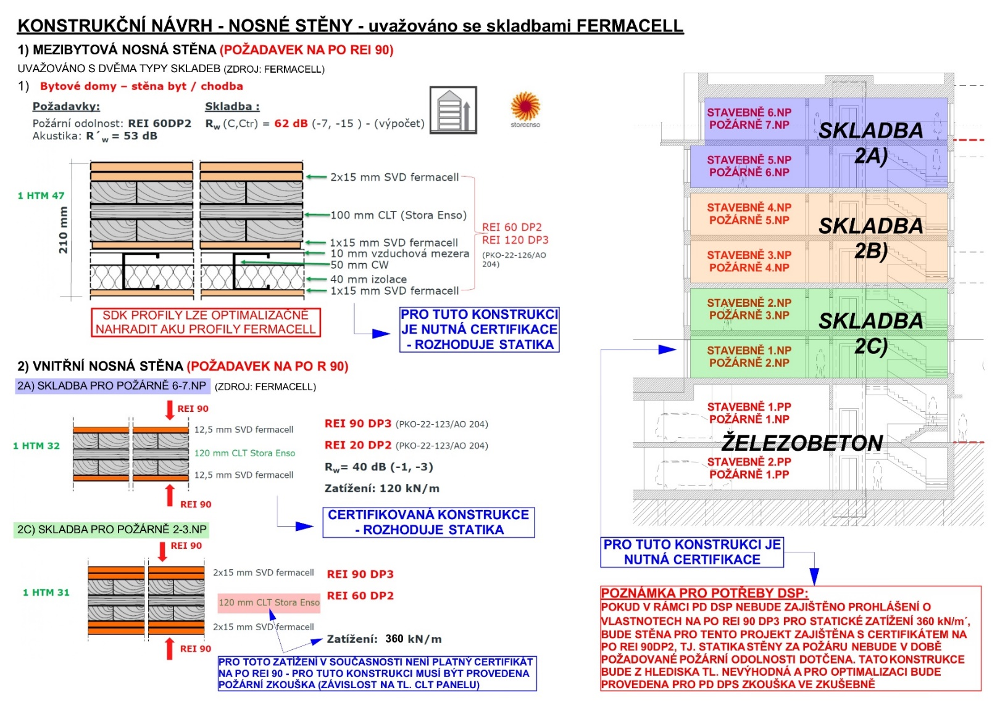 KONSTRUKČNÍ NÁVRH - NOSNÉ STĚNY - uvažováno se skladbami FERMACELL
1) MEZIBYTOVÁ NOSNÁ STĚNA (POŽADAVEK NA PO REI 90)
UVAŽOVÁNO S DVĚMA TYPY SKLADEB (ZDROJ: FERMACELL)
1) Bytové domy – stěna byt / chodba
Požadavky:
Požární odolnost: REI 60DP2
Akustika: R´w = 53 dB
Skladba :
Rw (C,Ctr) = 62 dB (-7, -15 ) - (výpočet)
storaenso
1 HTM 47
210 mm
2x15 mm SVD fermacell
100 mm CLT (Stora Enso)
1x15 mm SVD fermacell
10 mm vzduchová mezera
50 mm CW
40 mm izolace
1x15 mm SVD fermacell
REI 60 DP2
REI 120 DP3
(PKO-22-126/AO
204)
SDK PROFILY LZE OPTIMALIZAČNĚ
NAHRADIT AKU PROFILY FERMACELL
PRO TUTO KONSTRUKCI
JE NUTNÁ CERTIFIKACE
- ROZHODUJE STATIKA
2) VNITŘNÍ NOSNÁ STĚNA (POŽADAVEK NA PO R 90)
2A) SKLADBA PRO POŽÁRNĚ 6-7.NP (ZDROJ: FERMACELL)
REI 90
1 HTM 32
12,5 mm SVD fermacell
120 mm CLT Stora Enso
12,5 mm SVD fermacell
REI 90
REI 90 DP3 (PKO-22-123/AO 204)
REI 20 DP2 (PKO-22-123/AO 204)
Rw= 40 dB (-1, -3)
Zatížení: 120 kN/m
CERTIFIKOVANÁ KONSTRUKCE
- ROZHODUJE STATIKA
2C) SKLADBA PRO POŽÁRNĚ 2-3.NP
REI 90
1 HTM 31
2x15 mm SVD fermacell
120 mm CLT Stora Enso
2x15 mm SVD fermacell
REI 90
REI 90 DP3
REI 60 DP2
Zatížení: 360 kN/m
PRO TOTO ZATÍŽENÍ V SOUČASNOSTI NENÍ PLATNÝ CERTIFIKÁT
NA PO REI 90 - PRO TUTO KONSTRUKCI MUSÍ BÝT PROVEDENA
POŽÁRNÍ ZKOUŠKA (ZÁVISLOST NA TL. CLT PANELU)
STAVEBNĚ 6.NP
POŽÁRNĚ 7.NP
STAVEBNĚ 5.NP
POŽÁRNĚ 6.NP
SKLADBA
2A)
STAVEBNĚ 4.NP
POŽÁRNĚ 5.NP
STAVEBNĚ 3.NP
POŽÁRNĚ 4.NP
SKLADBA
2B)
STAVEBNĚ 2.NP
POŽÁRNĚ 3.NP
STAVEBNĚ 1.NP
POŽÁRNĚ 2.NP
SKLADBA
2C)
STAVEBNĚ 1.PP
POŽÁRNĚ 1.NP
ŽELEZOBETON
STAVEBNĚ 2.PP
POŽÁRNĚ 1.PP
PRO TUTO KONSTRUKCI JE
NUTNÁ CERTIFIKACE
POZNÁMKA PRO POTŘEBY DSP:
POKUD V RÁMCI PD DSP NEBUDE ZAJIŠTĚNO PROHLÁŠENÍ O
VLASTNOTECH NA PO REI 90 DP3 PRO STATICKÉ ZATÍŽENÍ 360 kN/m´,
BUDE STĚNA PRO TENTO PROJEKT ZAJIŠTĚNA S CERTIFIKÁTEM NA
PO REI 90DP2, TJ. STATIKA STĚNY ZA POŽÁRU NEBUDE V DOBĚ
POŽADOVANÉ POŽÁRNÍ ODOLNOSTI DOTČENA. TATO KONSTRUKCE
BUDE Z HLEDISKA TL. NEVÝHODNÁ A PRO OPTIMALIZACI BUDE
PROVEDENA PRO PD DPS ZKOUŠKA VE ZKUŠEBNĚ